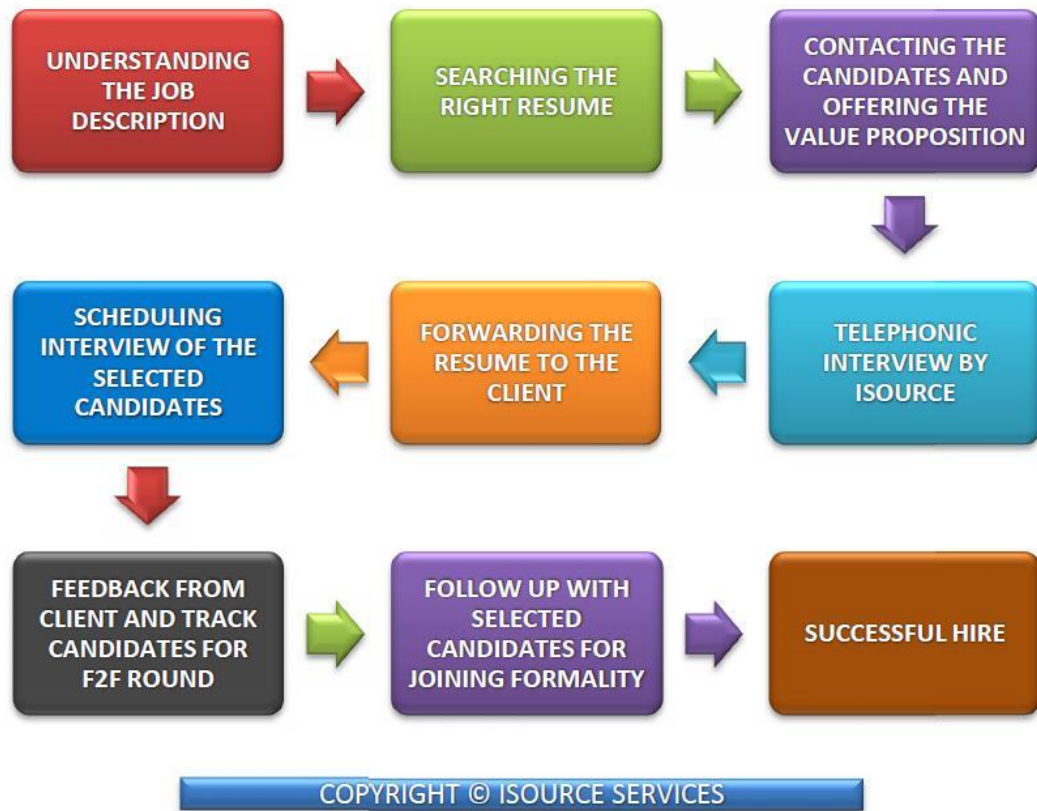 UNDERSTANDING
THE JOB
DESCRIPTION
SEARCHING THE
RIGHT RESUME
CONTACTING THE
CANDIDATES AND
OFFERING THE
VALUE PROPOSITION
TELEPHONIC
INTERVIEW BY
ISOURCE
FORWARDING THE
RESUME TO THE
CLIENT
SCHEDULING
INTERVIEW OF THE
SELECTED
CANDIDATES
FEEDBACK FROM
CLIENT AND TRACK
CANDIDATES FOR
F2F ROUND
FOLLOW UP WITH
SELECTED
CANDIDATES FOR
JOINING FORMALITY
SUCCESSFUL HIRE
COPYRIGHT © ISOURCE SERVICES